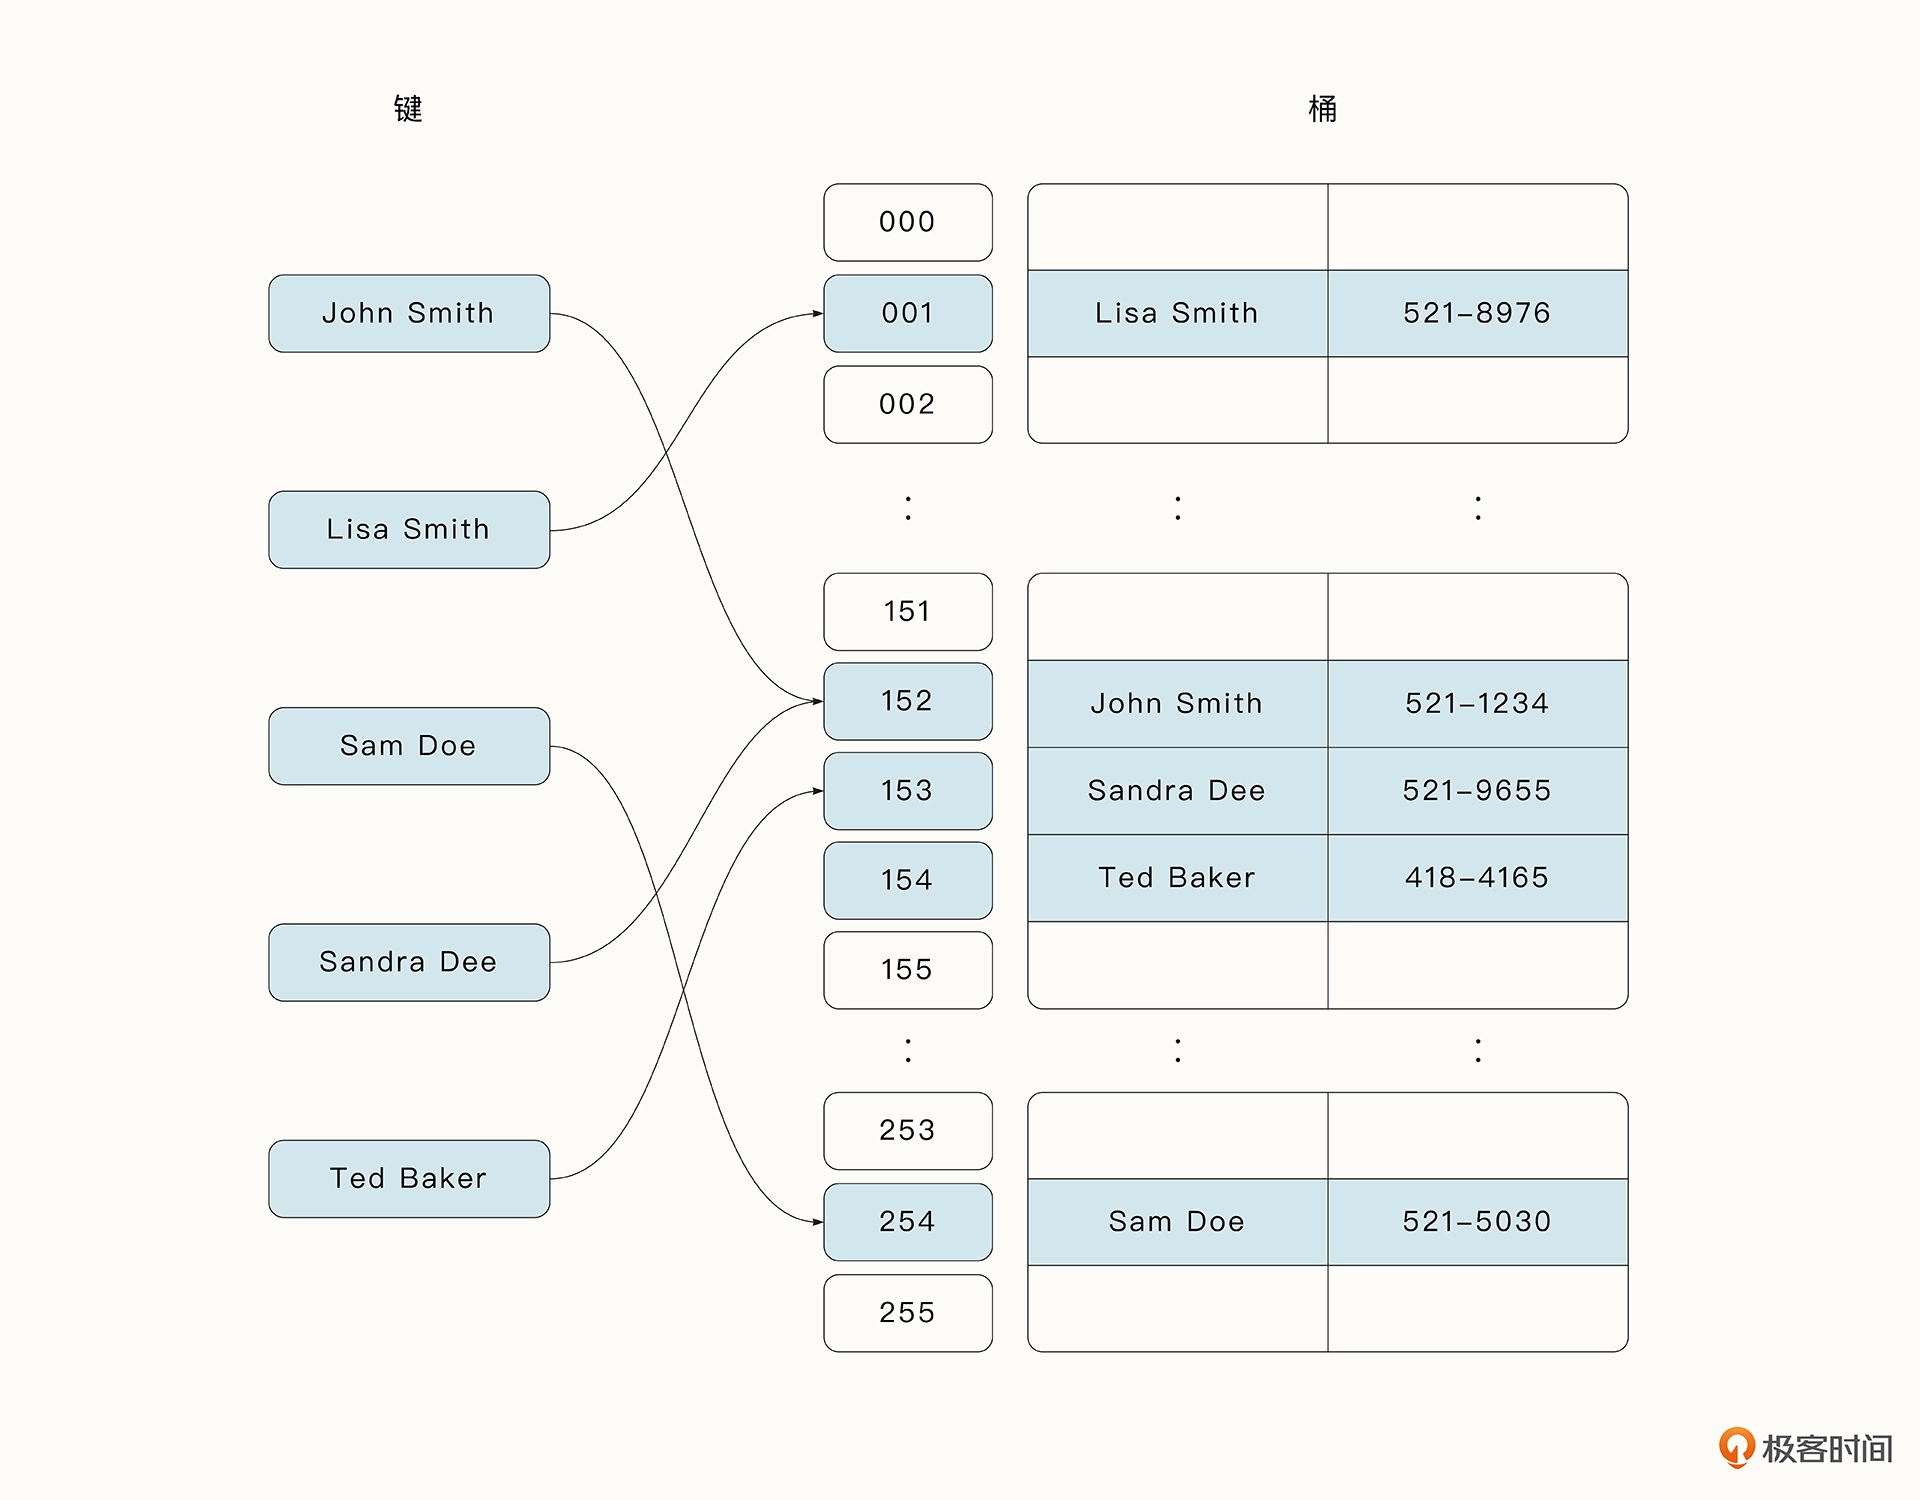 键
桶
John Smith
Lisa Smith
Sam Doe
Sandra Dee
Ted Baker
000
001 Lisa Smith 521–8976
002
: : :
151
152 John Smith 521–1234
153 Sandra Dee 521–9655
154 Ted Baker 418–4165
155
: : :
253
254 Sam Doe 521–5030
255
极客时间